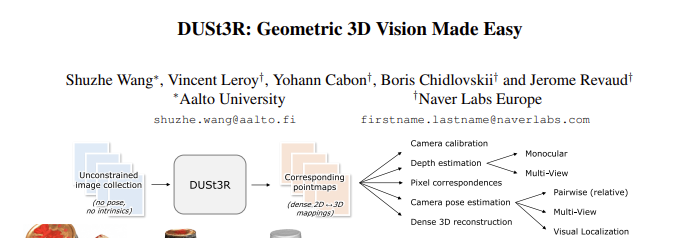 DUSt3R: Geometric 3D Vision Made Easy
Shuzhe Wang*, Vincent Leroy†, Yohann Cabon†, Boris Chidlovskii† and Jerome Revaud†
*Aalto University †Naver Labs Europe
shuzhe.wang@aalto.fi firstname.lastname@naverlabs.com
Unconstrained
image collection
(no pose,
no intrinsics)
DUSt3R
Corresponding
pointmaps
(dense 2D↔3D
mappings)
Camera calibration
Depth estimation
Monocular
Multi-View
Pixel correspondences
Camera pose estimation
Pairwise (relative)
Multi-View
Visual Localization
Dense 3D reconstruction